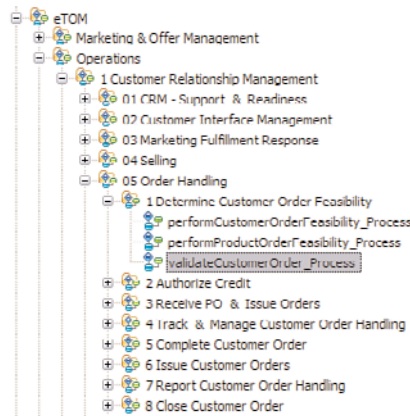 eTOM
Marketing & Offer Management
Operations
1 Customer Relationship Management
01 CRM - Support & Readiness
02 Customer Interface Management
03 Marketing Fulfillment Response
04 Selling
05 Order Handling
1 Determine Customer Order Feasibility
performCustomerOrderFeasibility_Process
performProductOrderFeasibility_Process
validateCustomerOrder_Process
2 Authorize Credit
3 Receive PO & Issue Orders
4 Track & Manage Customer Order Handling
5 Complete Customer Order
6 Issue Customer Orders
7 Report Customer Order Handling
8 Close Customer Order